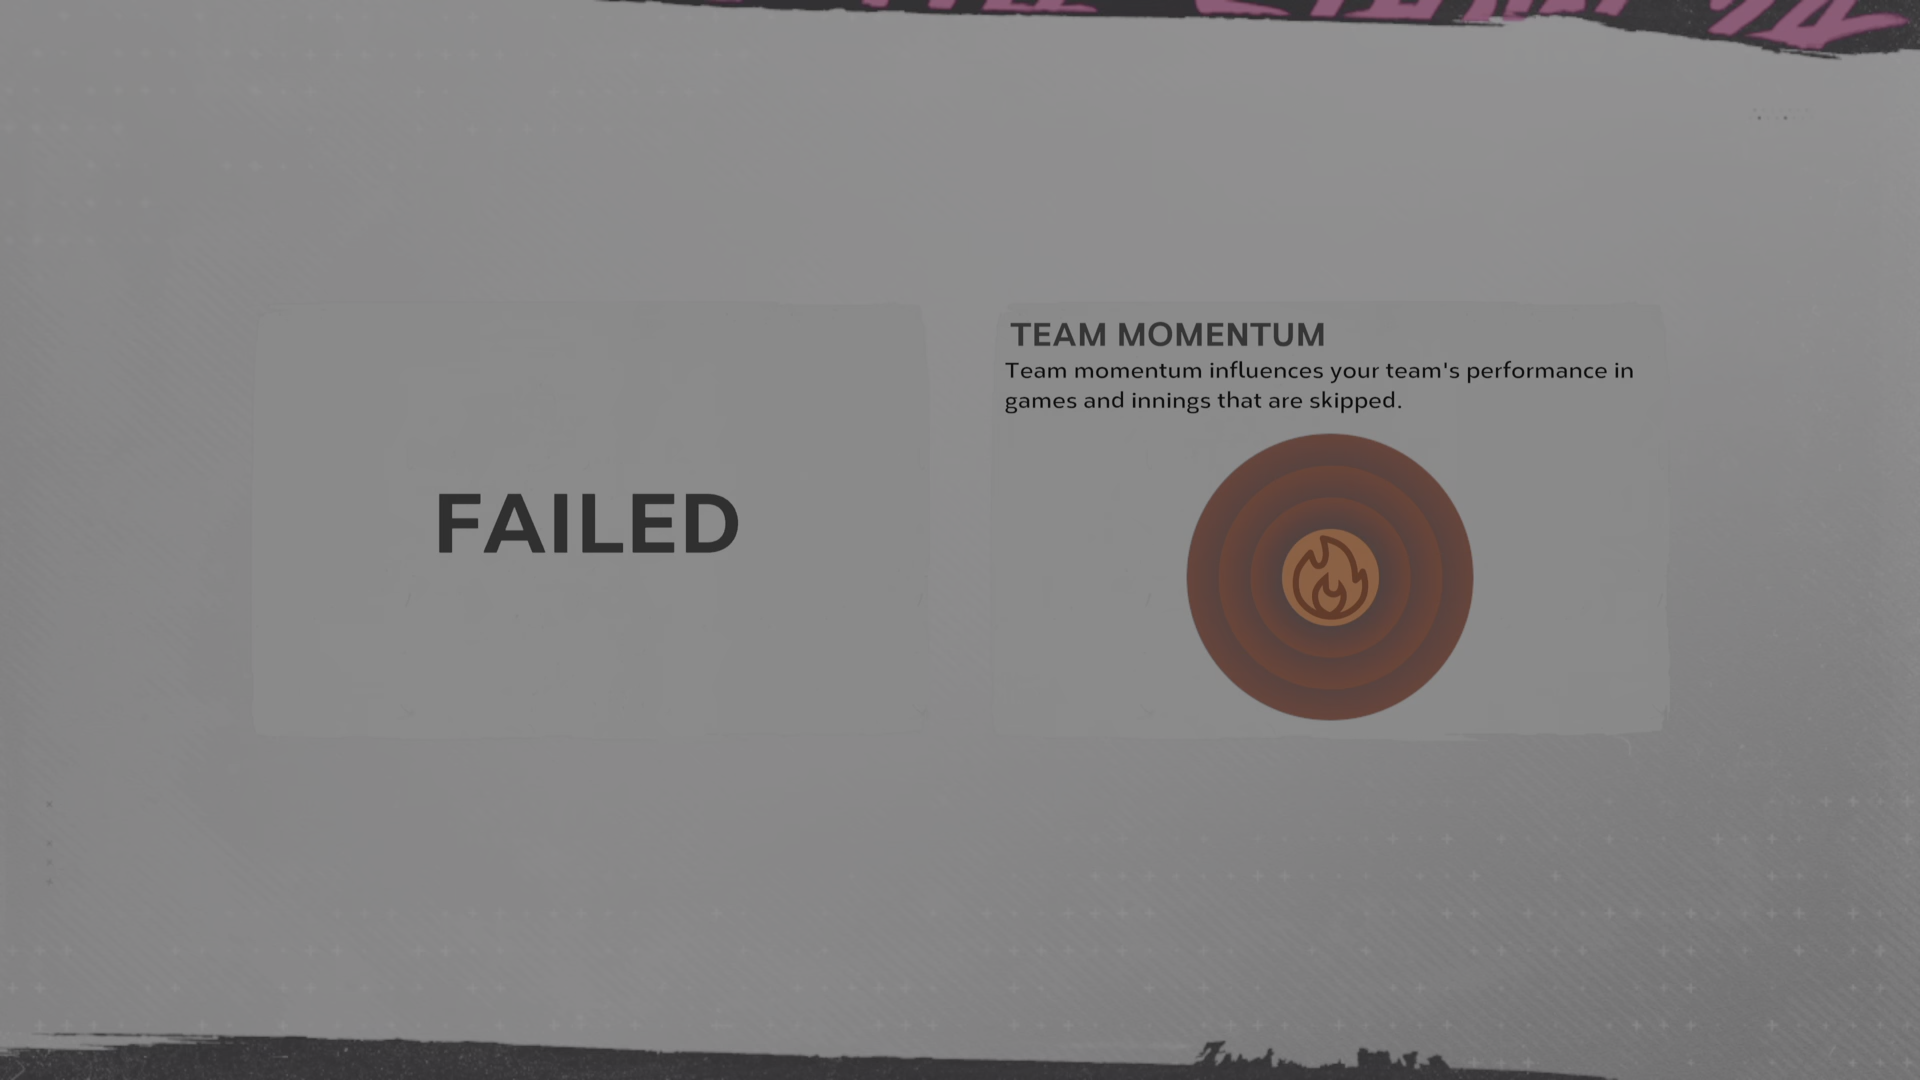 FAILED
TEAM MOMENTUM
Team momentum influences your team's performance in
games and innings that are skipped.